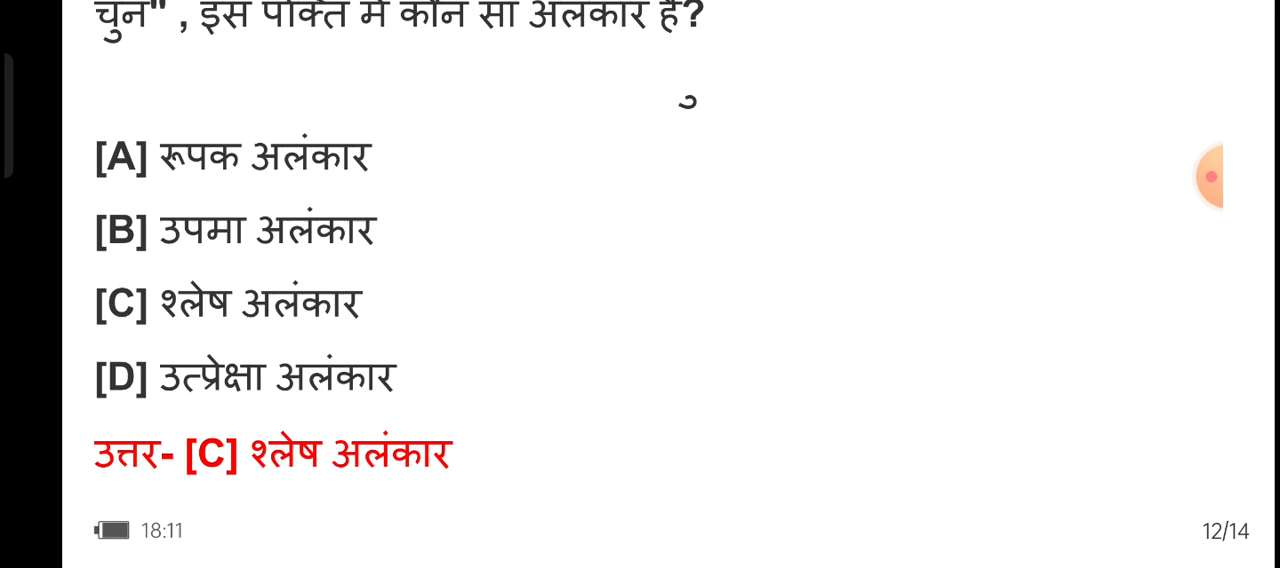 चुन" , इस पंक्ति में कौन सा अलंकार है?
[A] रूपक अलंकार
[B] उपमा अलंकार
[C] श्लेष अलंकार
[D] उत्प्रेक्षा अलंकार
उत्तर- [C] श्लेष अलंकार
18:11
12/14